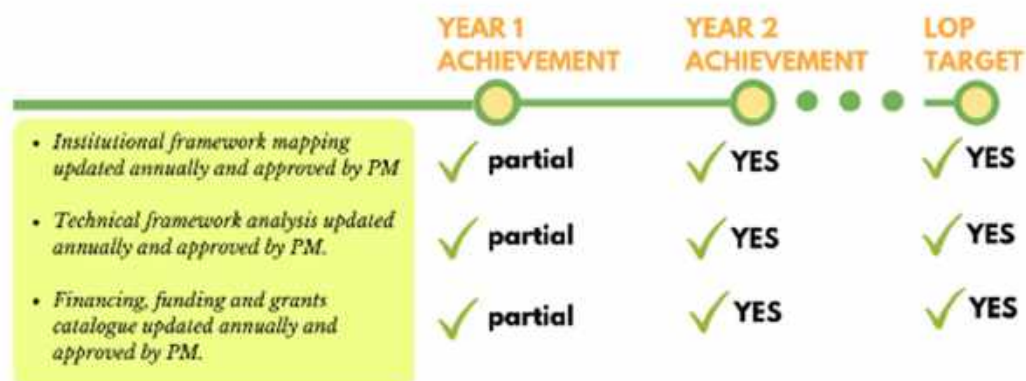 YEAR 1
ACHIEVEMENT
YEAR 2
ACHIEVEMENT
LOP
TARGET
• Institutional framework mapping
updated annually and approved by PM
partial
YES
YES
• Technical framework analysis updated
annually and approved by PM.
partial
YES
YES
• Financing, funding and grants
catalogue updated annually and
approved by PM.
partial
YES
YES